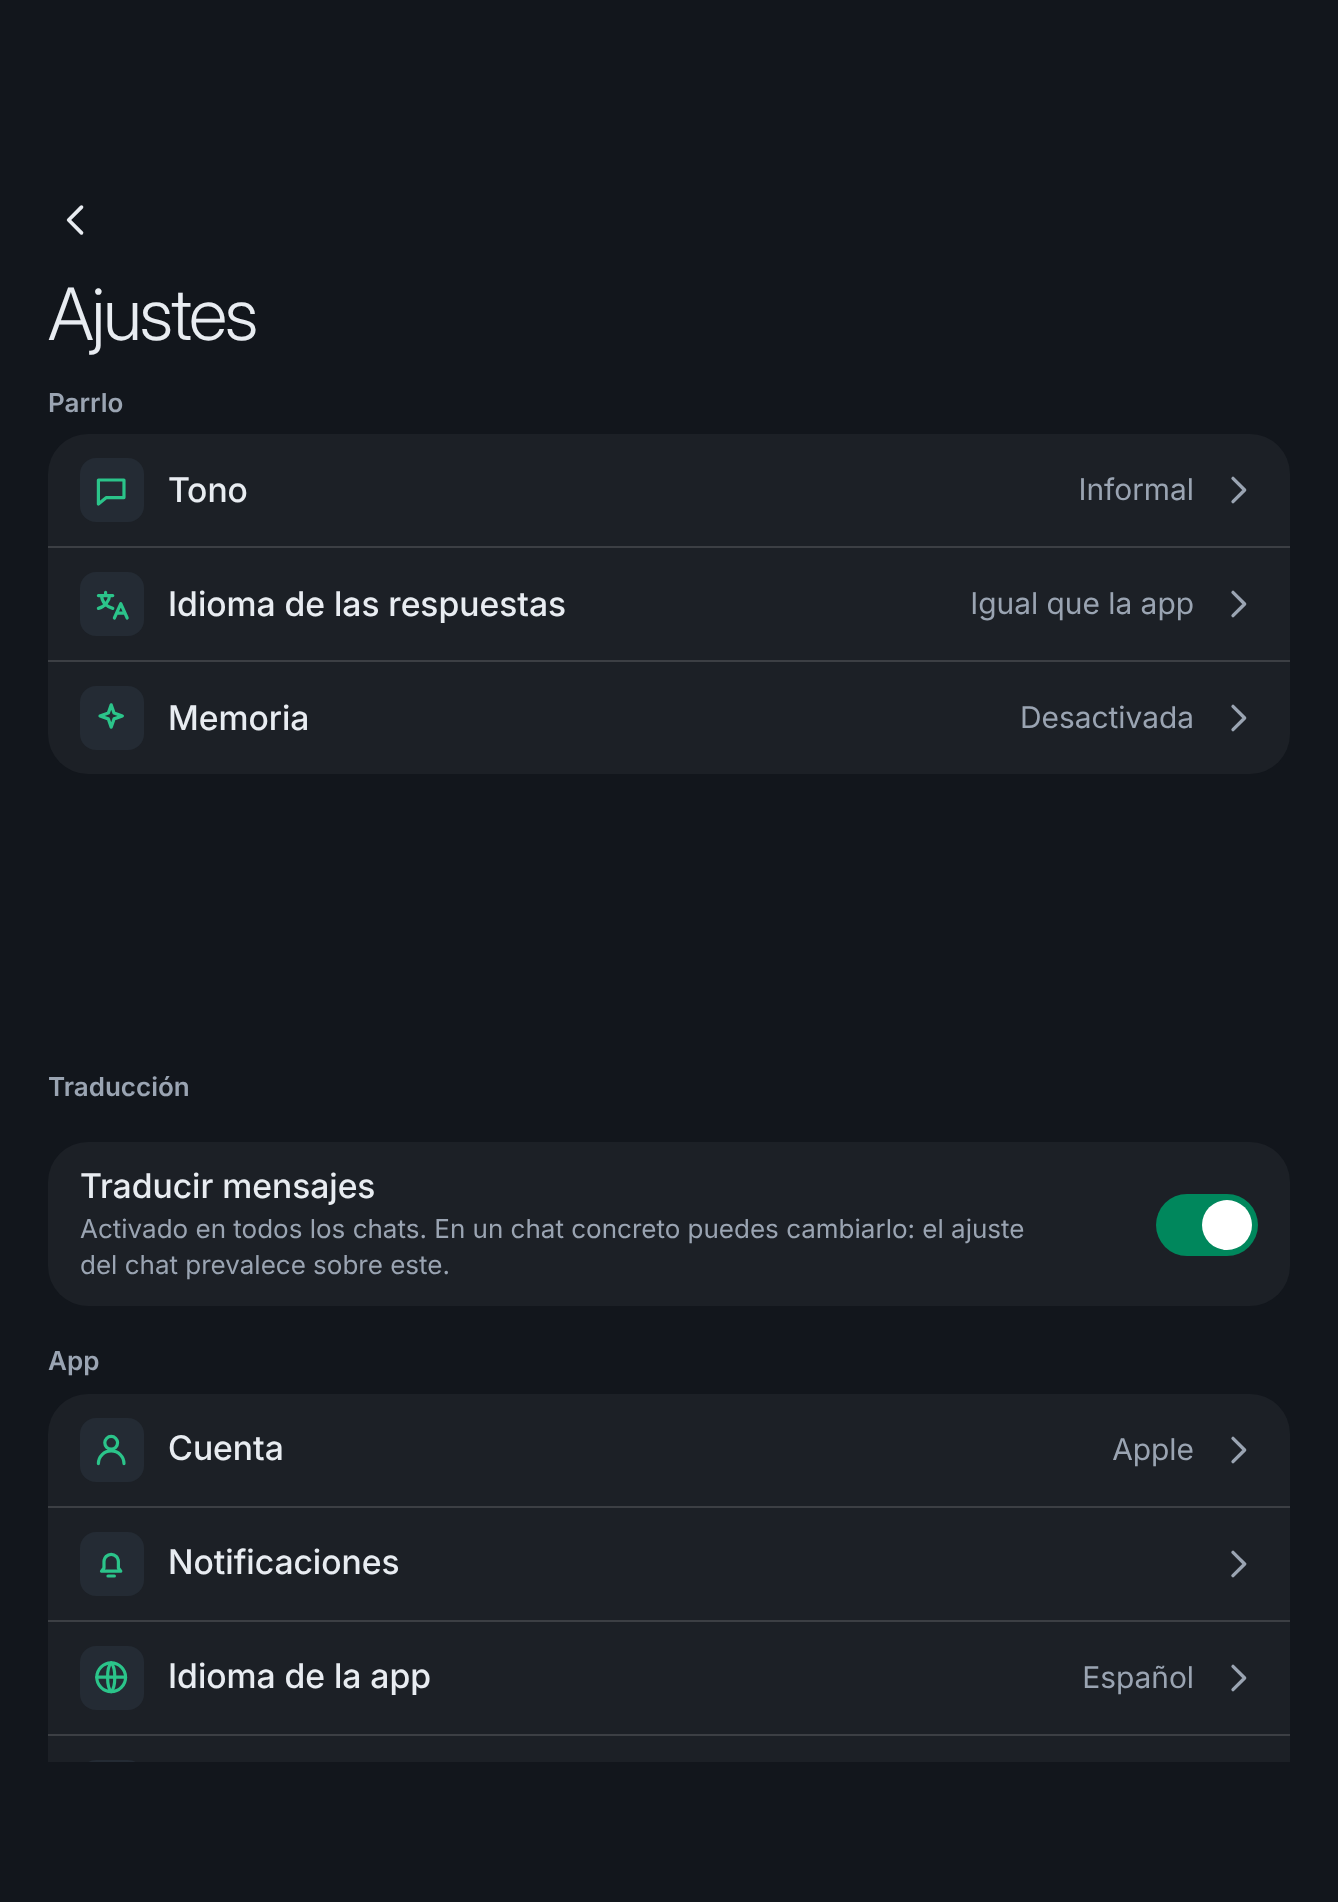 Ajustes
Parrlo
Tono
Informal
Idioma de las respuestas
Igual que la app
Memoria
Desactivada
Traducción
Traducir mensajes
Activado en todos los chats. En un chat concreto puedes cambiarlo: el ajuste
del chat prevalece sobre este.
App
Cuenta
Apple
Notificaciones
Idioma de la app
Español